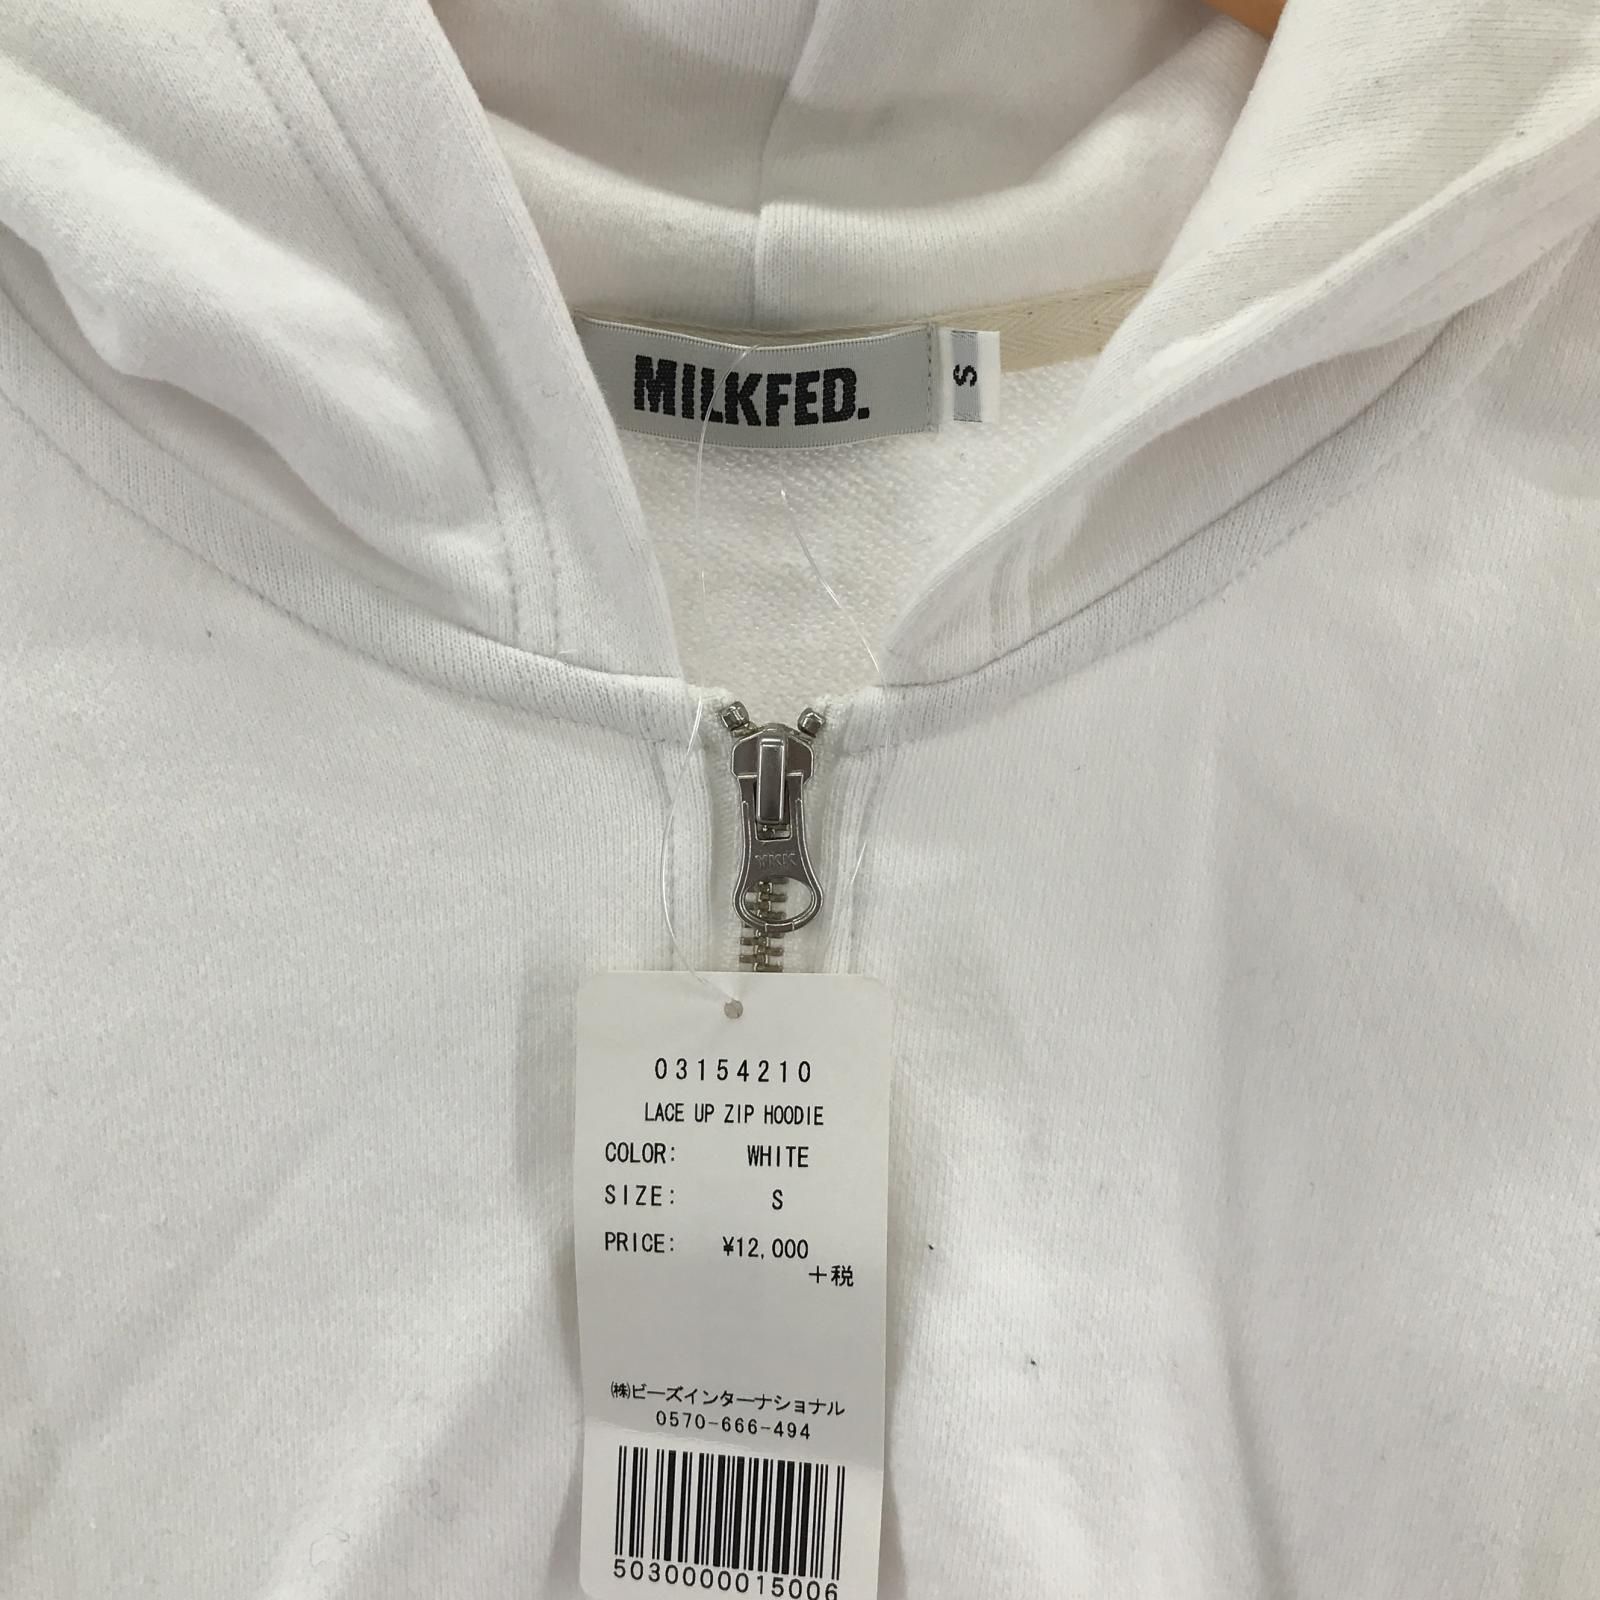 MILKFED.
S
03154210
LACE UP ZIP HOODIE
COLOR: WHITE
SIZE: S
PRICE: ¥12,000
+税
㈱ビーズインターナショナル
0570-666-494
5030000015006